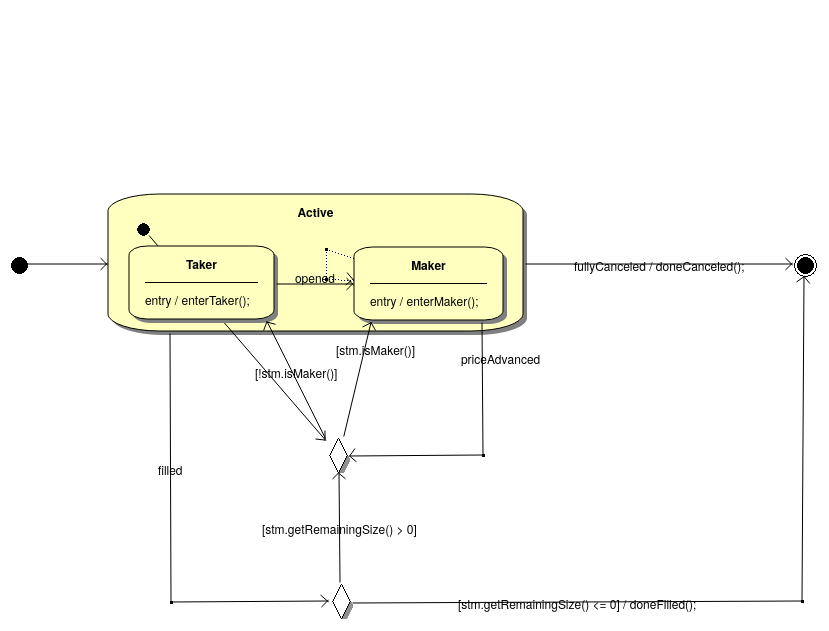 Active
Taker
Maker
fullyCanceled / doneCanceled();
opened
entry / enterTaker();
entry / enterMaker();
[stm.isMaker()]
priceAdvanced
[!stm.isMaker()]
filled
[stm.getRemainingSize() > 0]
[stm.getRemainingSize() <= 0] / doneFilled();